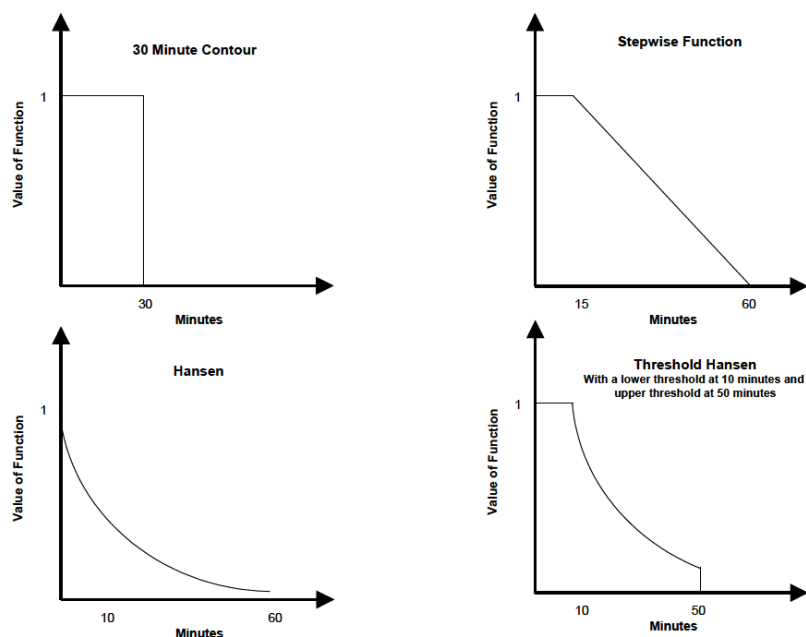 30 Minute Contour
Value of Function
1
30
Minutes
Stepwise Function
Value of Function
1
15
60
Minutes
Hansen
Value of Function
1
10
60
Minutes
Threshold Hansen
With a lower threshold at 10 minutes and
upper threshold at 50 minutes
Value of Function
1
10
50
Minutes